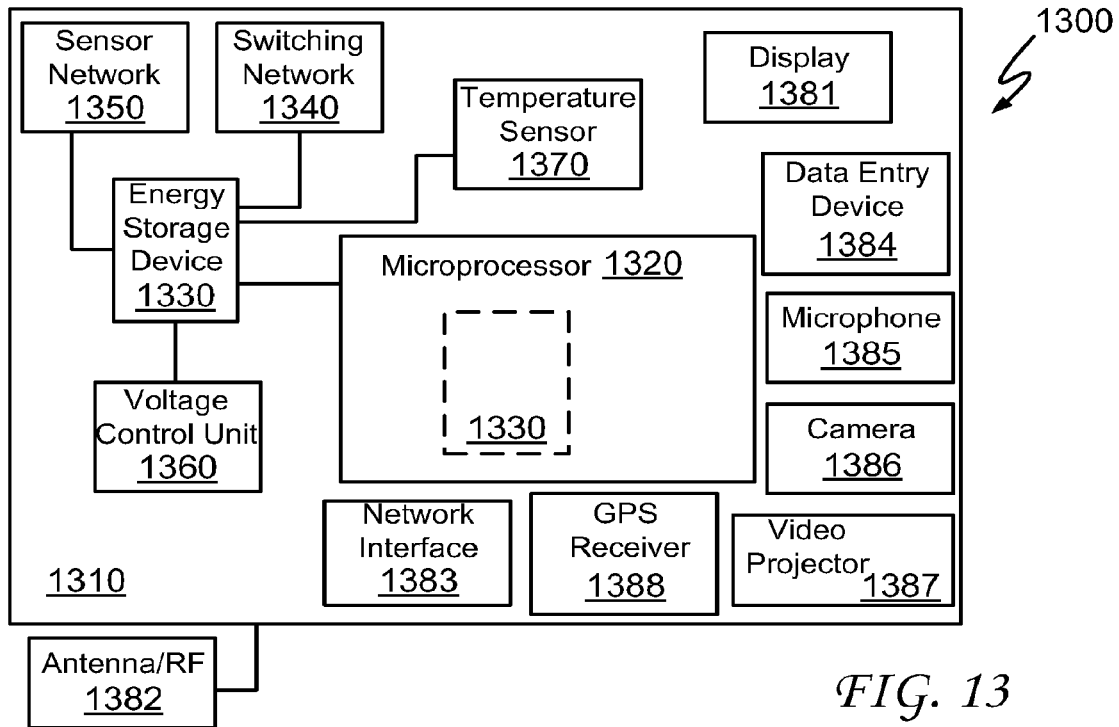 1300
Sensor
Network
1350
Switching
Network
1340
Temperature
Sensor
1370
Display
1381
Energy
Storage
Device
1330
Data Entry
Device
1384
Microprocessor 1320
1330
Microphone
1385
Voltage
Control Unit
1360
Camera
1386
Network
Interface
1383
GPS
Receiver
1388
Video
Projector 1387
1310
Antenna/RF
1382
FIG. 13